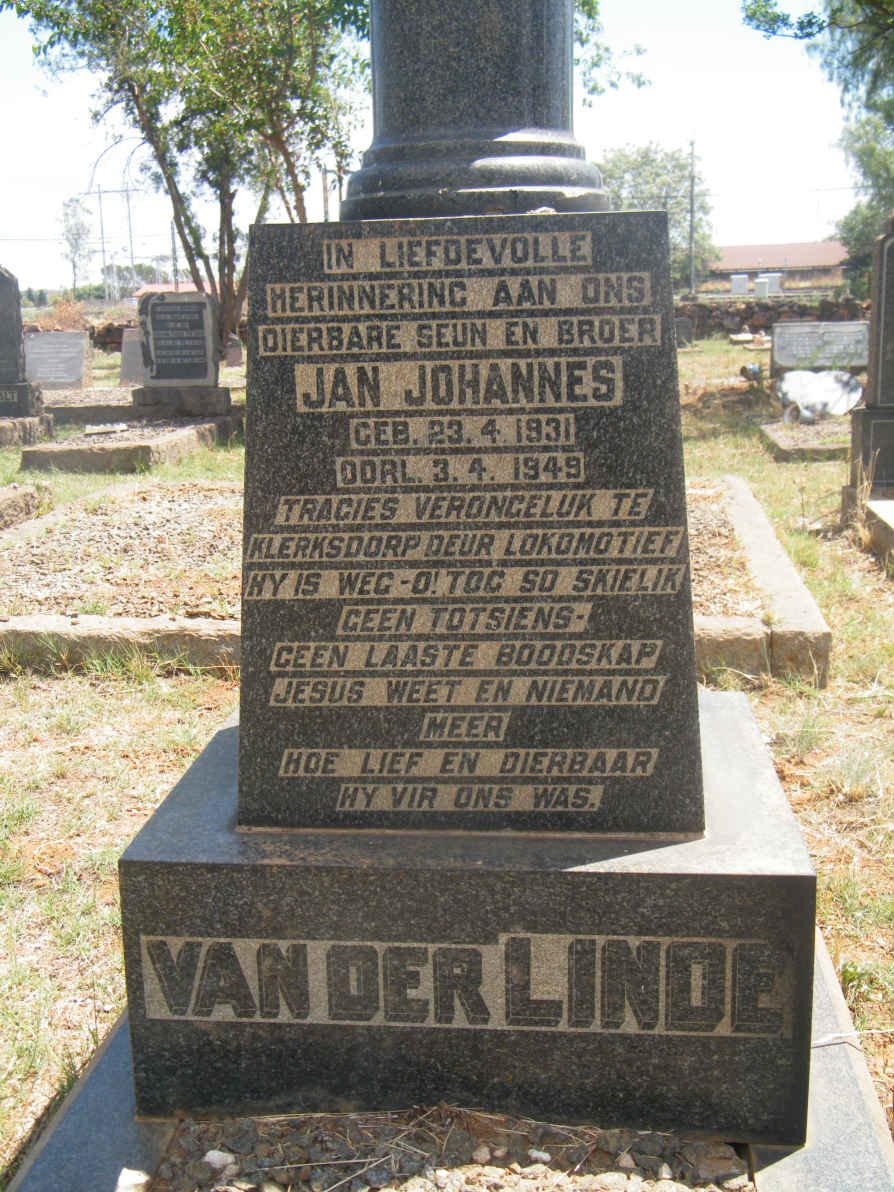 IN LIEFDEVOLLE
HERINNERING AAN ONS
DIERBARE SEUN EN BROER
JAN JOHANNES
GEB. 23.4.1931
OORL. 3.4.1949
TRAGIES VERONGELUK TE
KLERKSDORP DEUR LOKOMOTIEF
HY IS WEG-O! TOG SO SKIELIK
GEEN TOTSIENS-
GEEN LAASTE BOODSKAP
JESUS WEET EN NIEMAND
MEER
HOE LIEF EN DIERBAAR
HY VIR ONS WAS.
VAN DER LINDE